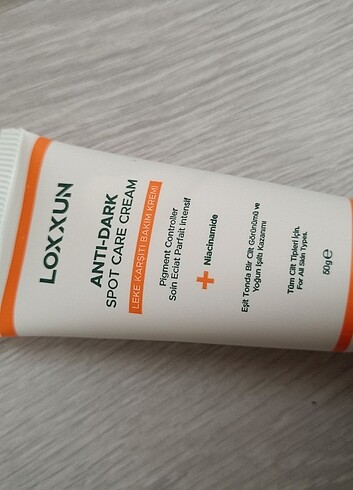 LOXXUN
ANTI-DARK
SPOT CARE CREAM
LEKE KARŞITI BAKIM KREMİ
Pigment Controller
Soin Eclat Parfait Intensif
+ Niacinamide
Eşit Tonda Bir Cilt Görünümü ve
Yoğun Işıltı Kazanımı
Tüm Cilt Tipleri İçin.
For All Skin Types.
50g e